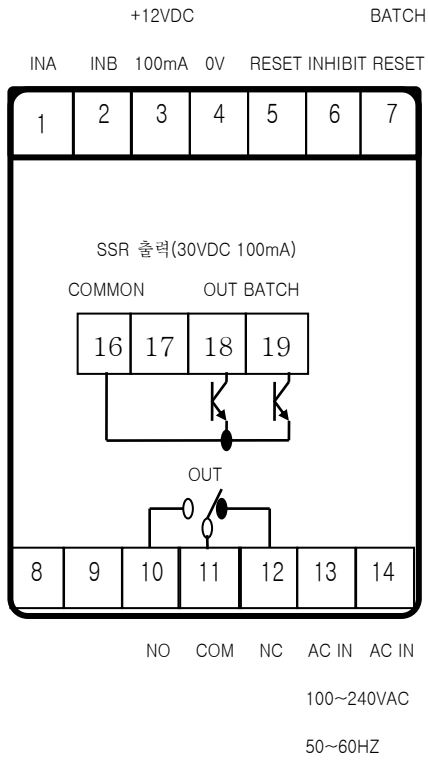 +12VDC BATCH
INA INB 100mA 0V RESET INHIBIT RESET
1 2 3 4 5 6 7
SSR 출력(30VDC 100mA)
COMMON OUT BATCH
16 17 18 19
OUT
8 9 10 11 12 13 14
NO COM NC AC IN AC IN
100~240VAC
50~60HZ